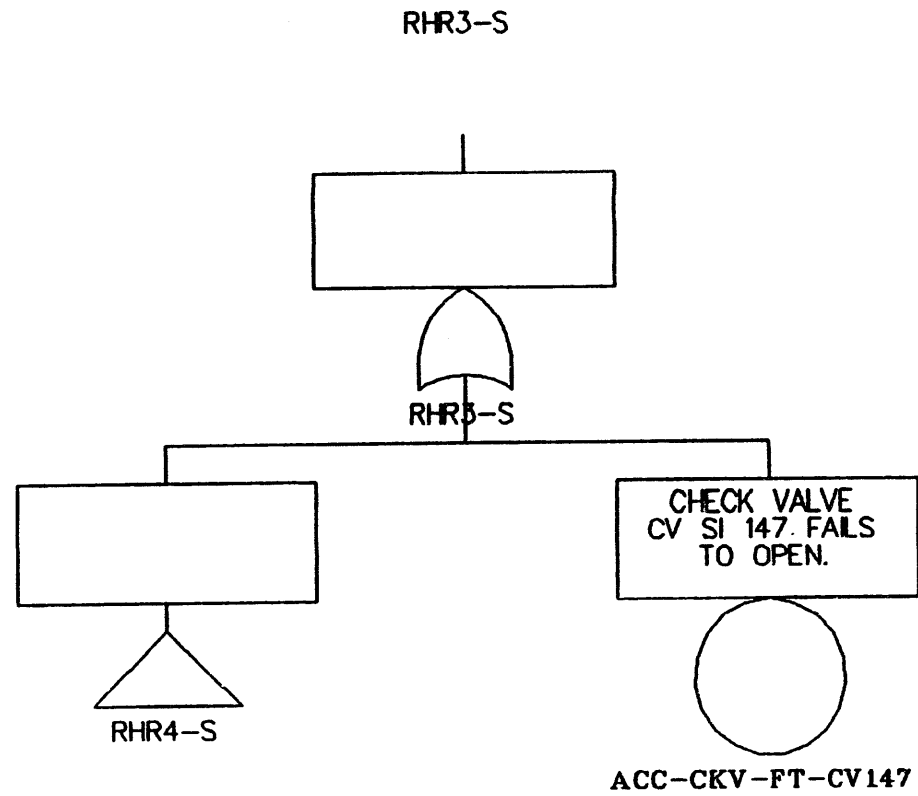 RHR3-S
RHR3-S
CHECK VALVE
CV SI 147. FAILS
TO OPEN.
RHR4-S
ACC-CKV-FT-CV147